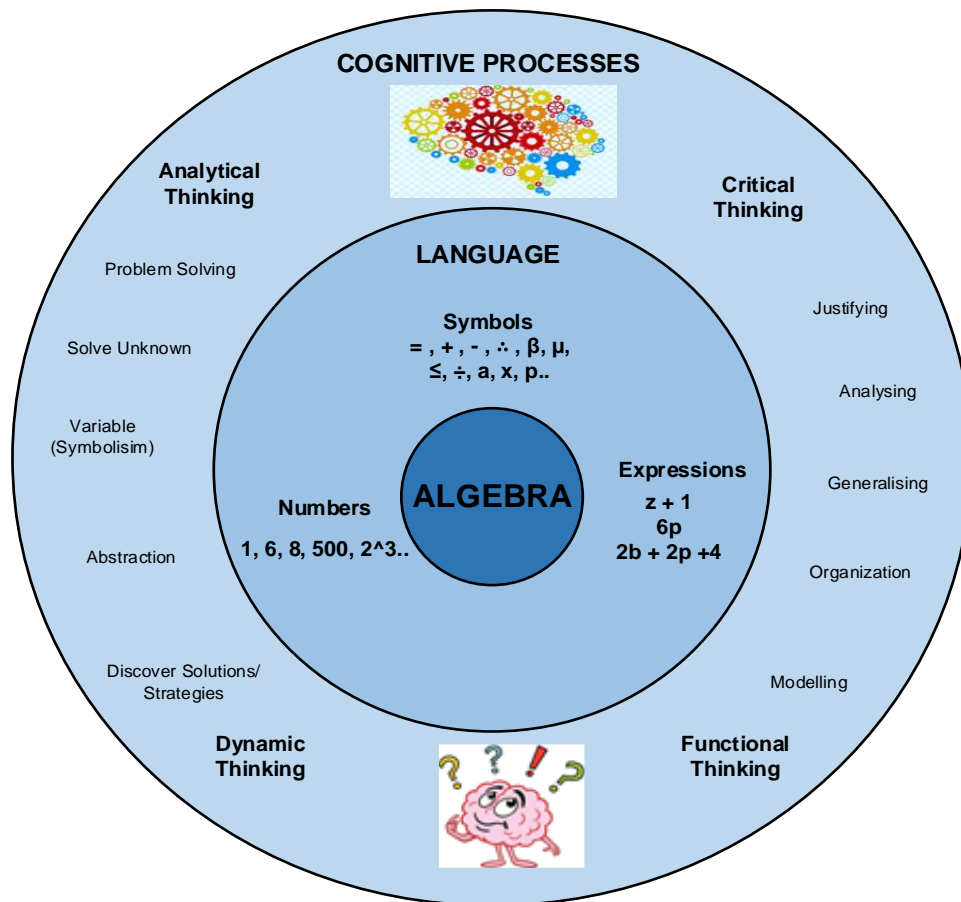 COGNITIVE PROCESSES
Analytical
Thinking
Critical
Thinking
Problem Solving
Solve Unknown
Variable
(Symbolisim)
Abstraction
Discover Solutions/
Strategies
Dynamic
Thinking
Justifying
Analysing
Generalising
Organization
Modelling
Functional
Thinking
LANGUAGE
Symbols
= , + , - , ∴ , β, µ,
≤, ÷, a, x, p..
Numbers
1, 6, 8, 500, 2^3..
Expressions
z + 1
6p
2b + 2p +4
ALGEBRA
? ? ! ?